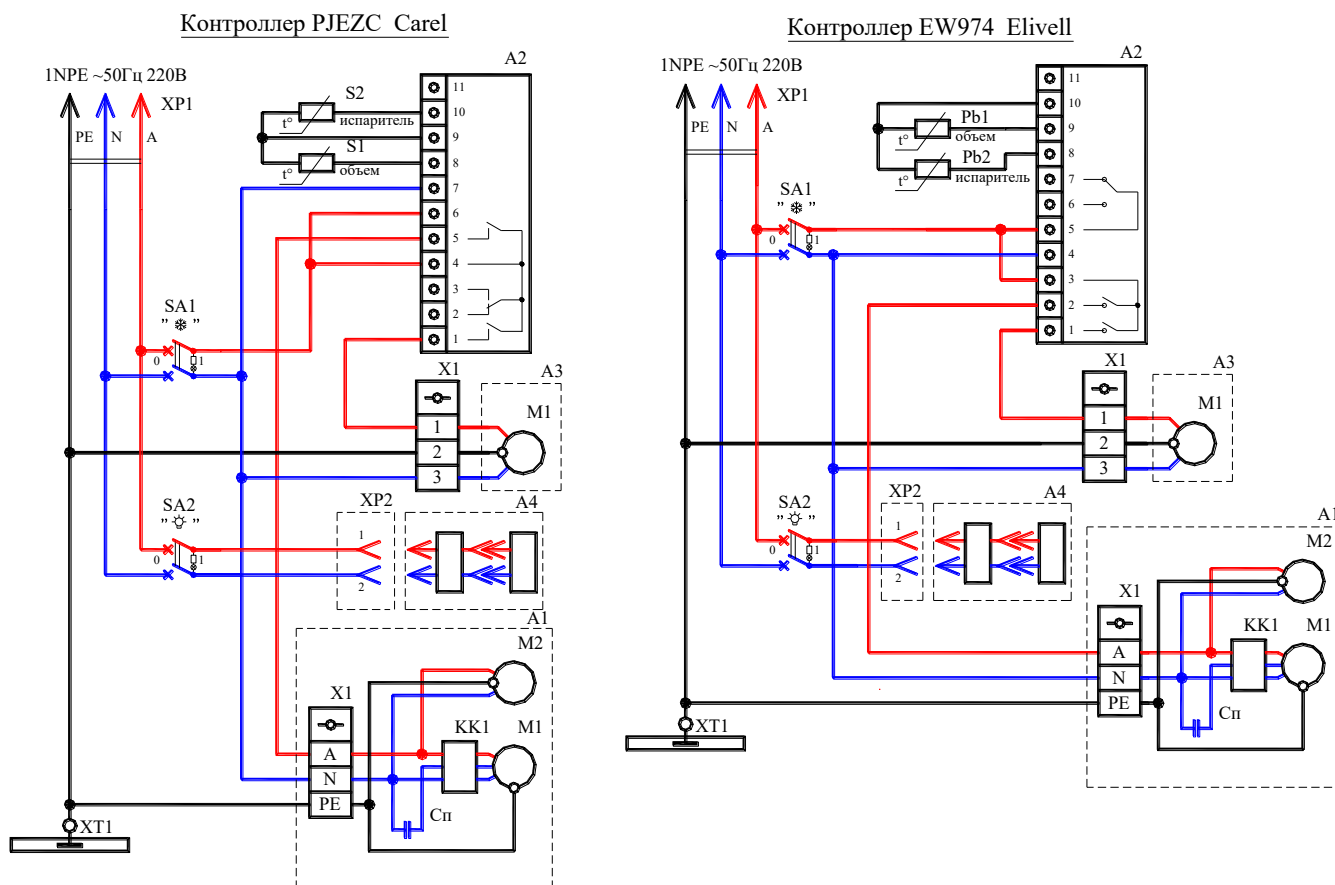 Контроллер PJEZC Carel
1NPE ~50Гц 220В
XP1
PE
N
A
A2
S2
испаритель
t°
S1
объем
t°
11
10
9
8
7
6
5
4
3
2
1
SA1
" "
0
1
X1
1
2
3
A3
M1
SA2
" "
0
1
XP2
1
2
A4
A1
M2
X1
A
N
PE
KK1
M1
Сп
XT1
Контроллер EW974 Elivell
1NPE ~50Гц 220В
XP1
PE
N
A
A2
Pb1
объем
t°
Pb2
испаритель
t°
11
10
9
8
7
6
5
4
3
2
1
SA1
" "
0
1
X1
1
2
3
A3
M1
SA2
" "
0
1
XP2
1
2
A4
A1
M2
X1
A
N
PE
KK1
M1
Сп
XT1